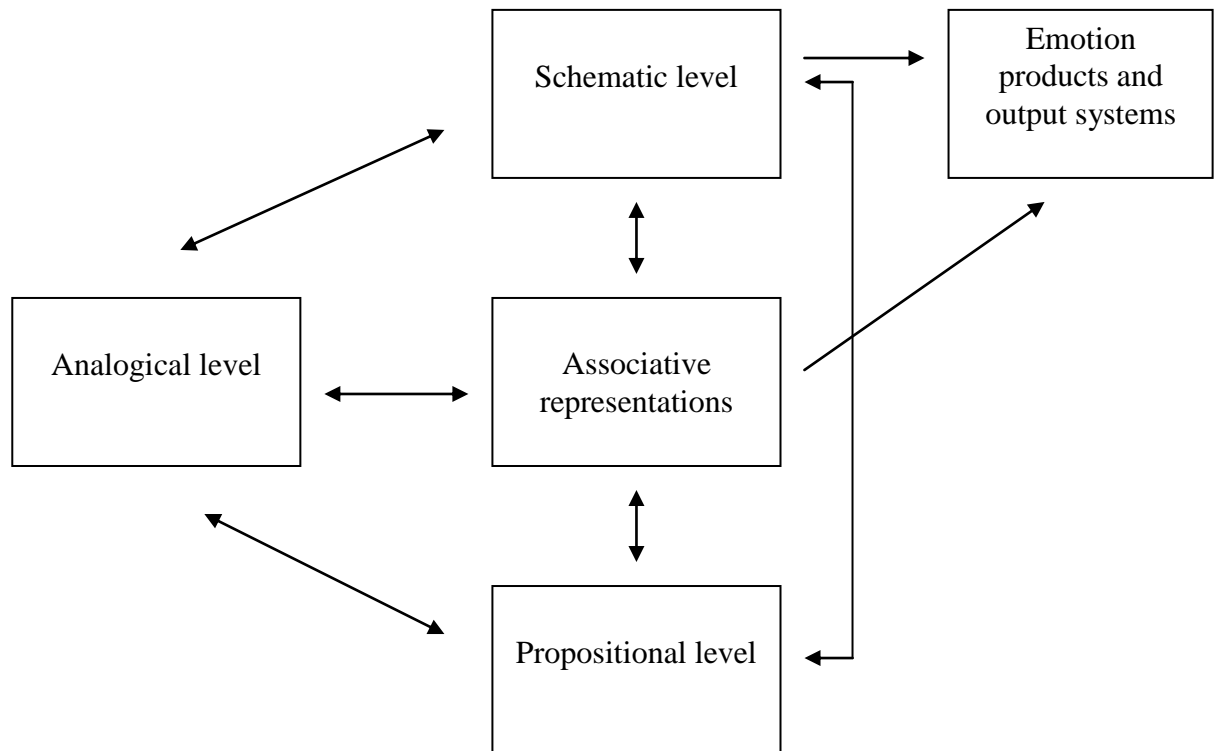 Schematic level
Emotion
products and
output systems
Analogical level
Associative
representations
Propositional level